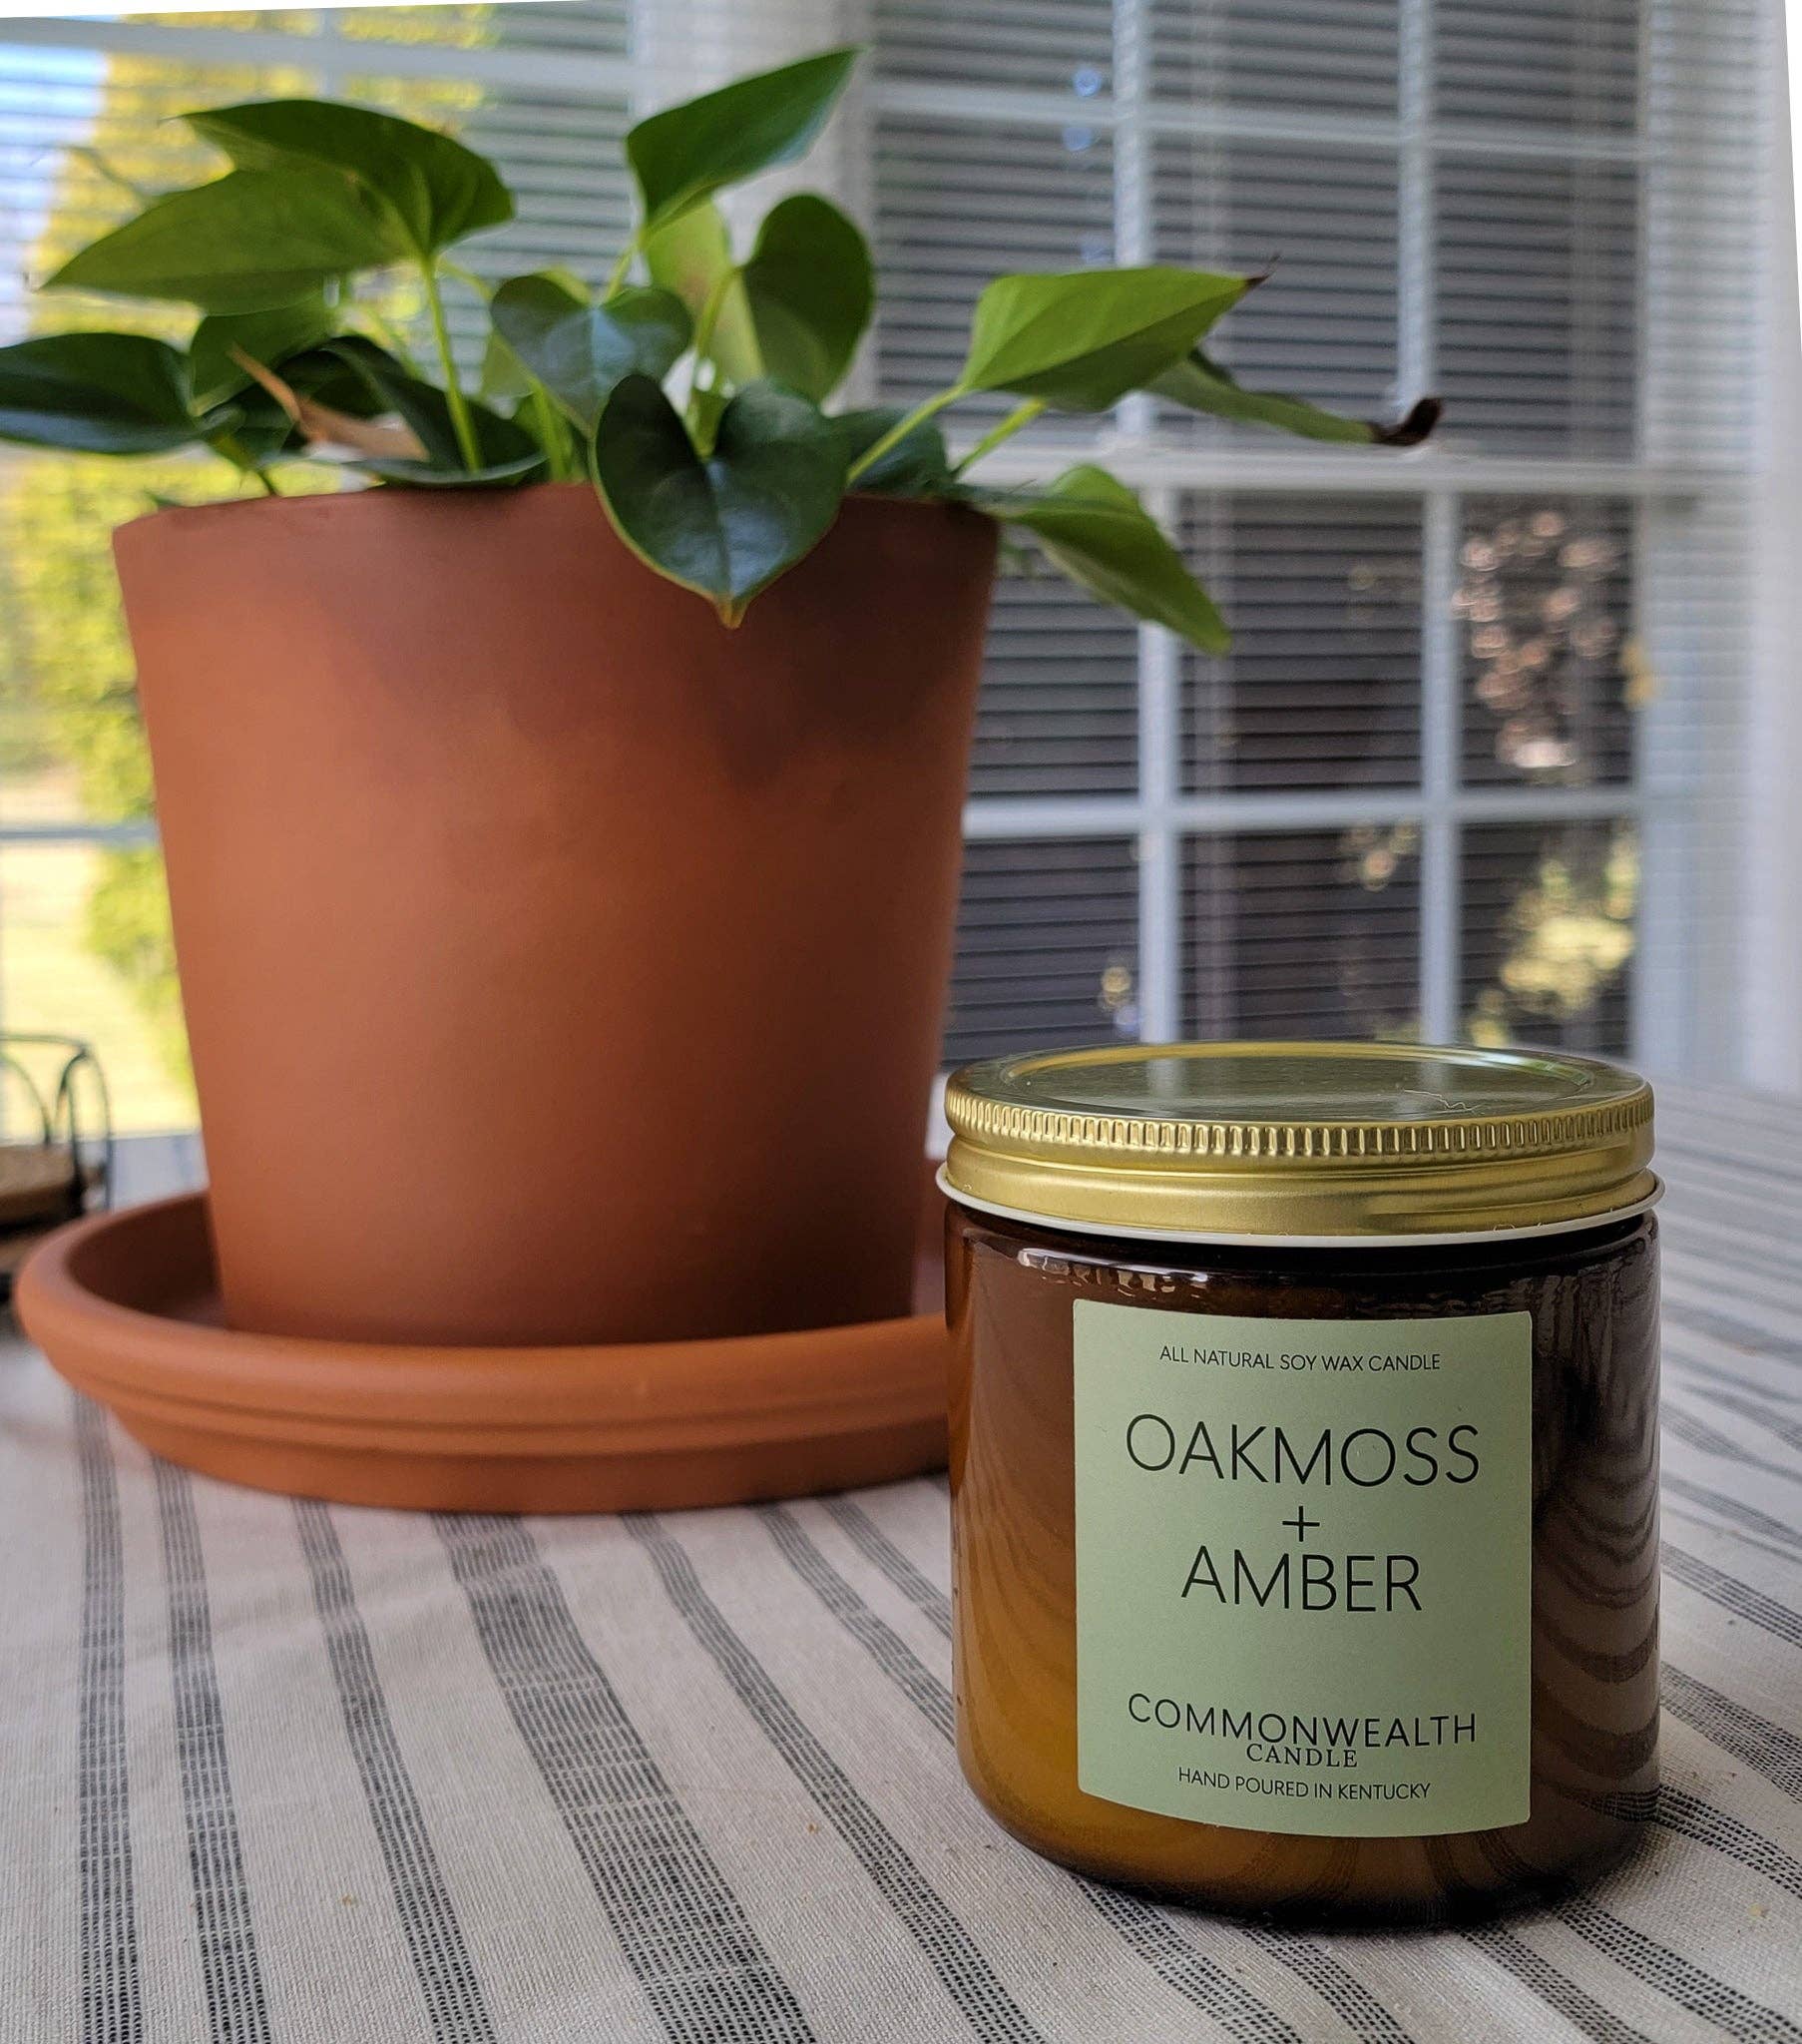 ALL NATURAL SOY WAX CANDLE
OAKMOSS
+
AMBER
COMMONWEALTH
CANDLE
HAND POURED IN KENTUCKY